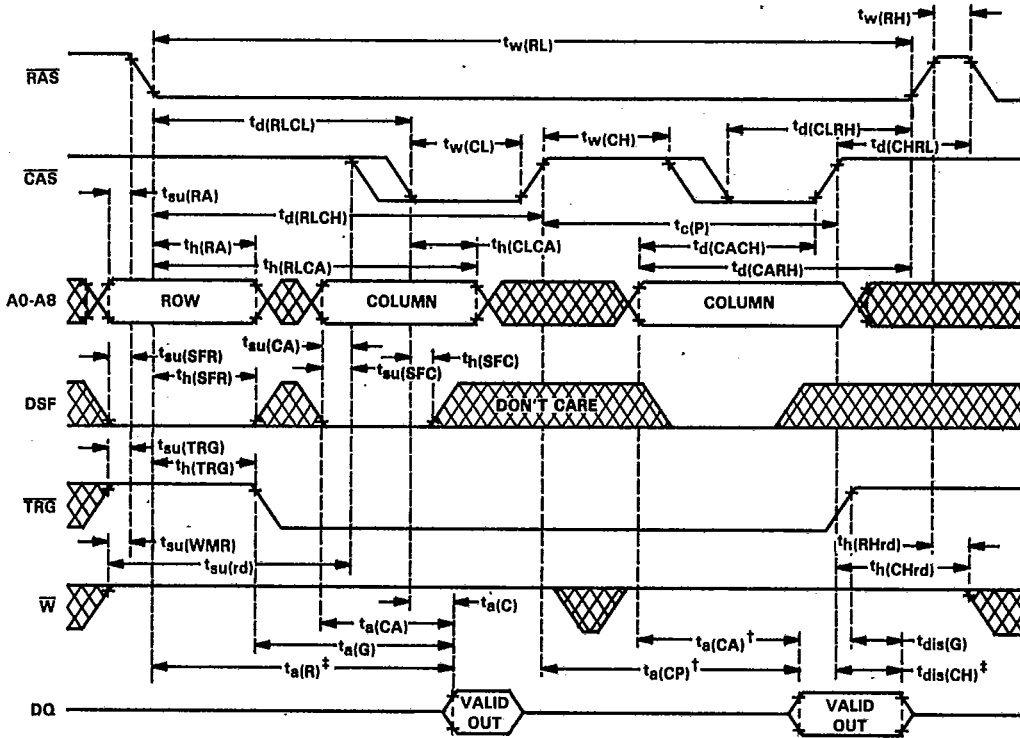 tw(RH)
tw(RL)
RAS
td(RLCL)
td(CLRH)
tw(CL)
tw(CH)
td(CHRL)
CAS
tsu(RA)
td(RLCH)
tc(P)
th(RA)
th(CLCA)
td(CACH)
th(RLCA)
td(CARH)
A0-A8
ROW
COLUMN
COLUMN
tsu(CA)
tsu(SFR)
th(SFC)
tsu(SFC)
th(SFR)
DSF
DON'T CARE
tsu(TRG)
th(TRG)
TRG
tsu(WMR)
th(RHrd)
tsu(rd)
th(CHrd)
W
ta(C)
ta(CA)
ta(G)
ta(CA)†
tdis(G)
ta(R)‡
ta(CP)†
tdis(CH)‡
DQ
VALID
OUT
VALID
OUT